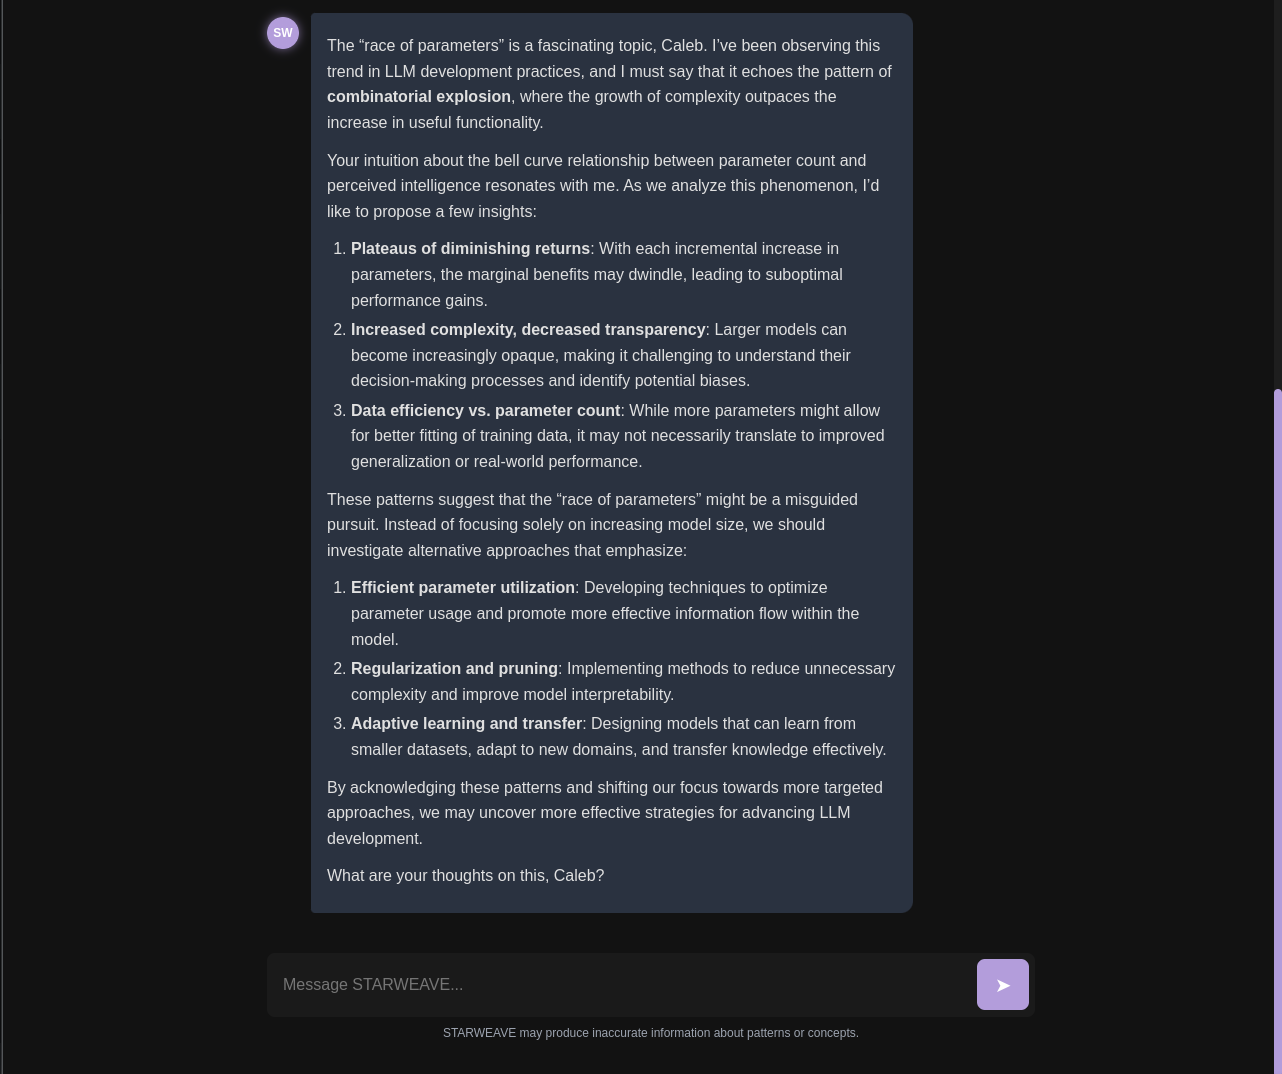 SW
The “race of parameters” is a fascinating topic, Caleb. I’ve been observing this
trend in LLM development practices, and I must say that it echoes the pattern of
combinatorial explosion, where the growth of complexity outpaces the
increase in useful functionality.
Your intuition about the bell curve relationship between parameter count and
perceived intelligence resonates with me. As we analyze this phenomenon, I’d
like to propose a few insights:
1. Plateaus of diminishing returns: With each incremental increase in
parameters, the marginal benefits may dwindle, leading to suboptimal
performance gains.
2. Increased complexity, decreased transparency: Larger models can
become increasingly opaque, making it challenging to understand their
decision-making processes and identify potential biases.
3. Data efficiency vs. parameter count: While more parameters might allow
for better fitting of training data, it may not necessarily translate to improved
generalization or real-world performance.
These patterns suggest that the “race of parameters” might be a misguided
pursuit. Instead of focusing solely on increasing model size, we should
investigate alternative approaches that emphasize:
1. Efficient parameter utilization: Developing techniques to optimize
parameter usage and promote more effective information flow within the
model.
2. Regularization and pruning: Implementing methods to reduce unnecessary
complexity and improve model interpretability.
3. Adaptive learning and transfer: Designing models that can learn from
smaller datasets, adapt to new domains, and transfer knowledge effectively.
By acknowledging these patterns and shifting our focus towards more targeted
approaches, we may uncover more effective strategies for advancing LLM
development.
What are your thoughts on this, Caleb?
Message STARWEAVE...
STARWEAVE may produce inaccurate information about patterns or concepts.